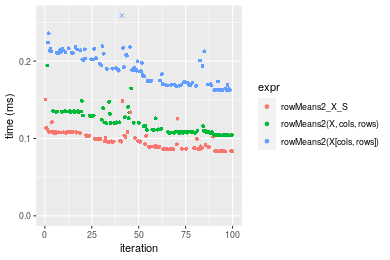 time (ms)
0.2
0.1
0.0
0
25
50
75
100
iteration
expr
rowMeans2_X_S
rowMeans2(X, cols, rows)
rowMeans2(X[cols, rows])